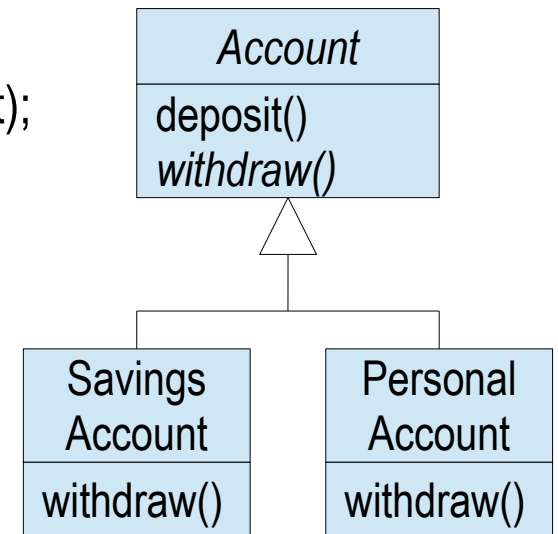 Account
t);
deposit()
withdraw()
Savings
Account
withdraw()
Personal
Account
withdraw()